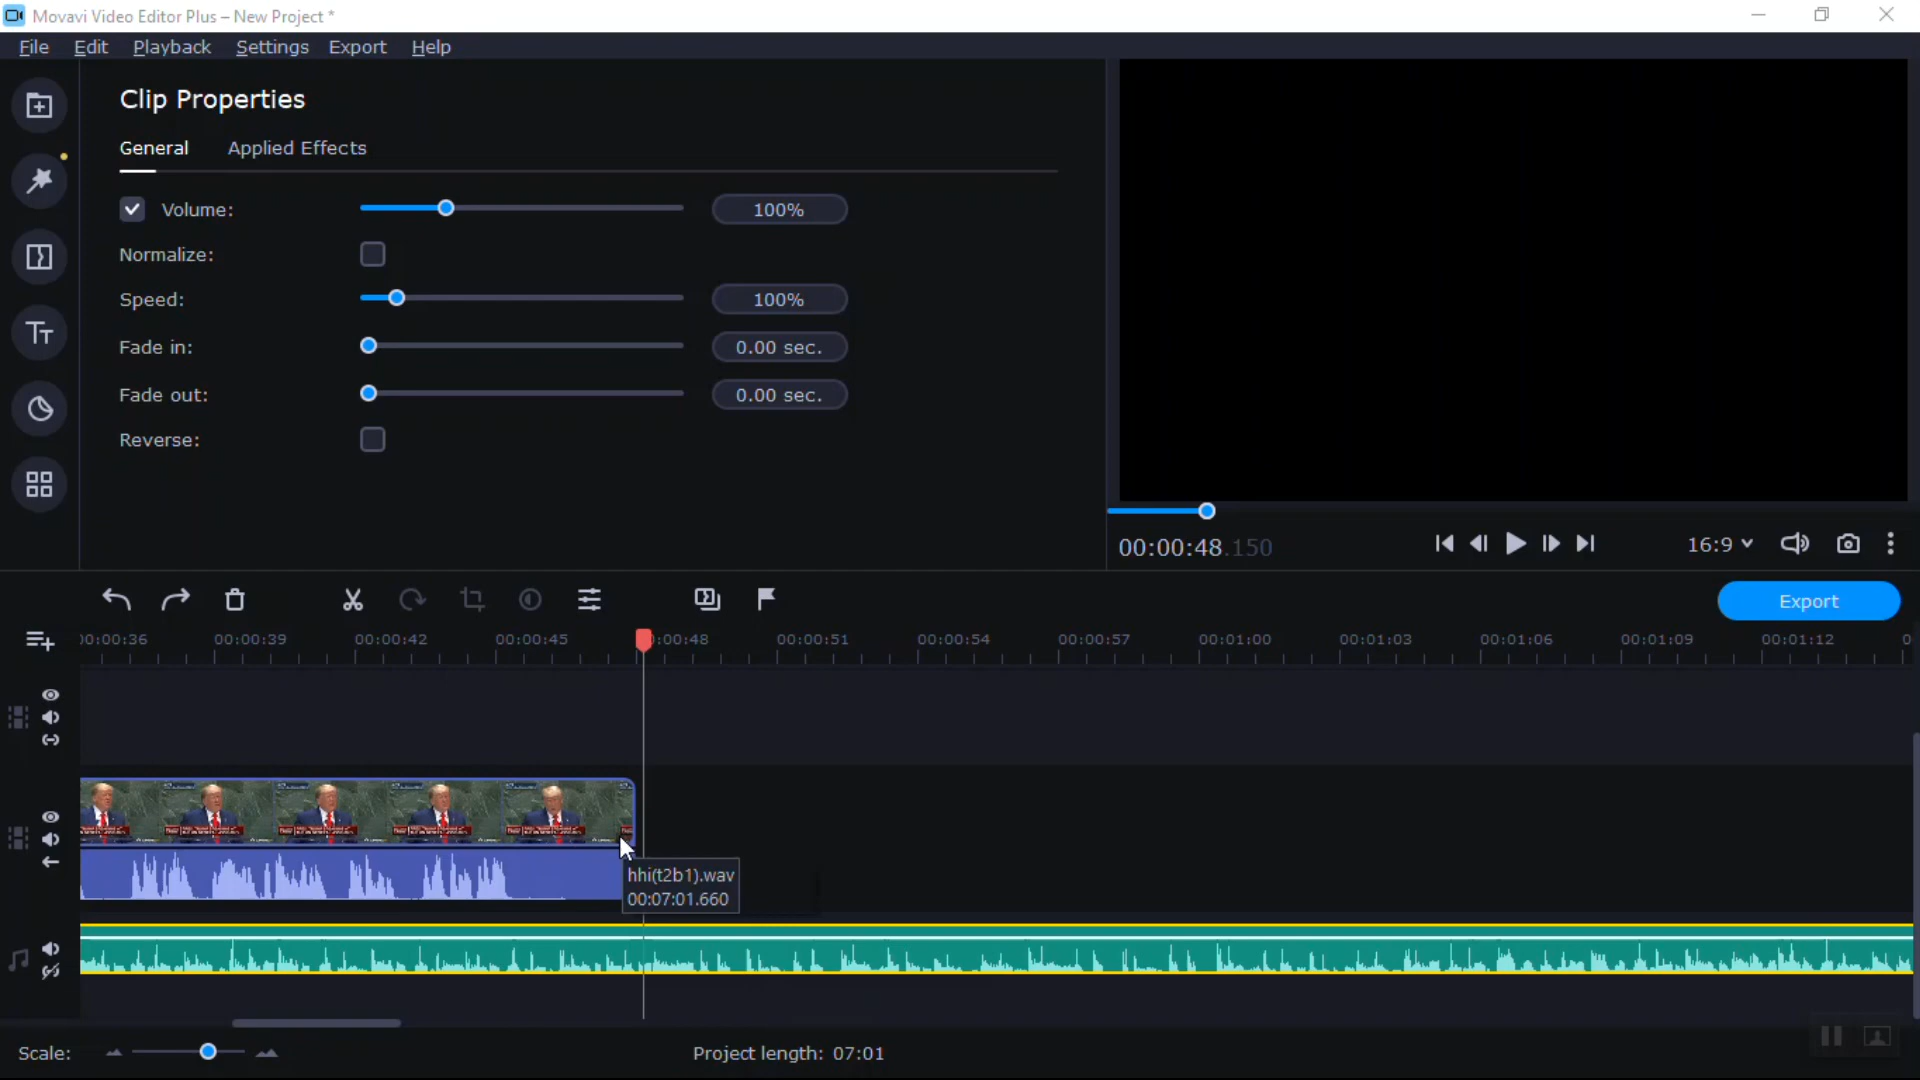 Movavi Video Editor Plus – New Project *
File Edit Playback Settings Export Help
Clip Properties
General Applied Effects
Volume: 100%
Normalize:
Speed: 100%
Fade in: 0.00 sec.
Fade out: 0.00 sec.
Reverse:
00:00:48.150
16:9
Export
00:00:36 00:00:39 00:00:42 00:00:45 :00:48 00:00:51 00:00:54 00:00:57 00:01:00 00:01:03 00:01:06 00:01:09 00:01:12 0
hhi(t2b1).wav
00:07:01.660
Scale: Project length: 07:01